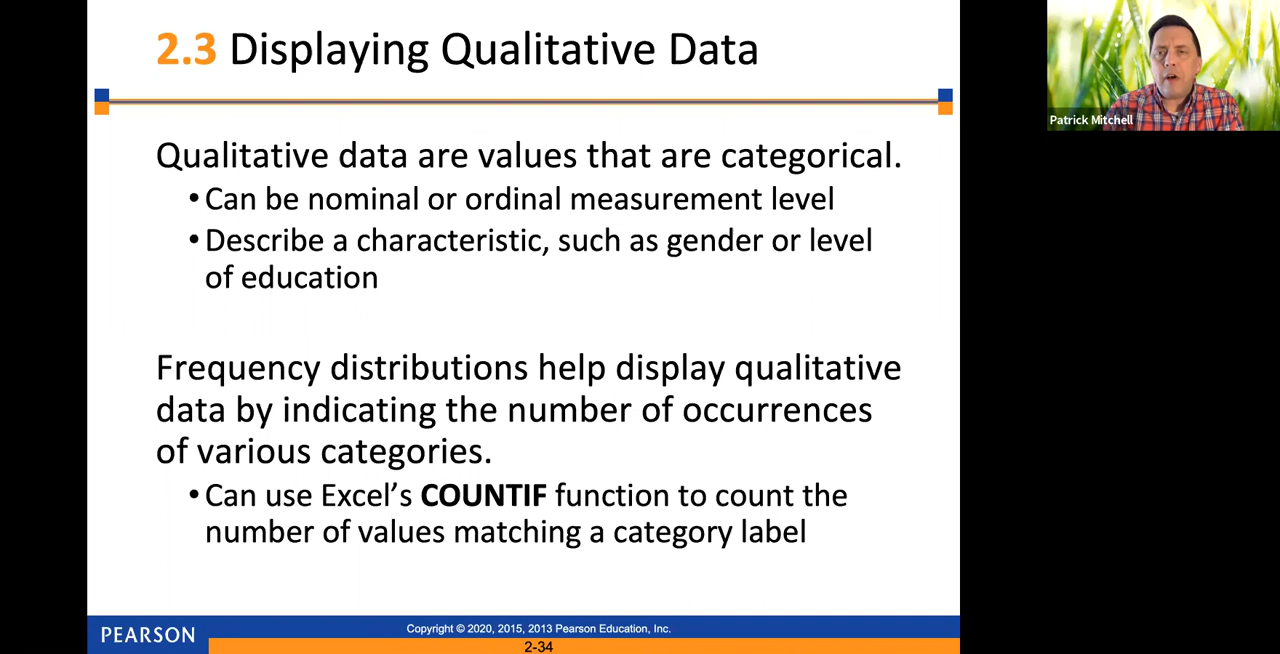 2.3 Displaying Qualitative Data
Patrick Mitchell
Qualitative data are values that are categorical.
•Can be nominal or ordinal measurement level
•Describe a characteristic, such as gender or level
of education
Frequency distributions help display qualitative
data by indicating the number of occurrences
of various categories.
•Can use Excel’s COUNTIF function to count the
number of values matching a category label
PEARSON
Copyright © 2020, 2015, 2013 Pearson Education, Inc.
2-34